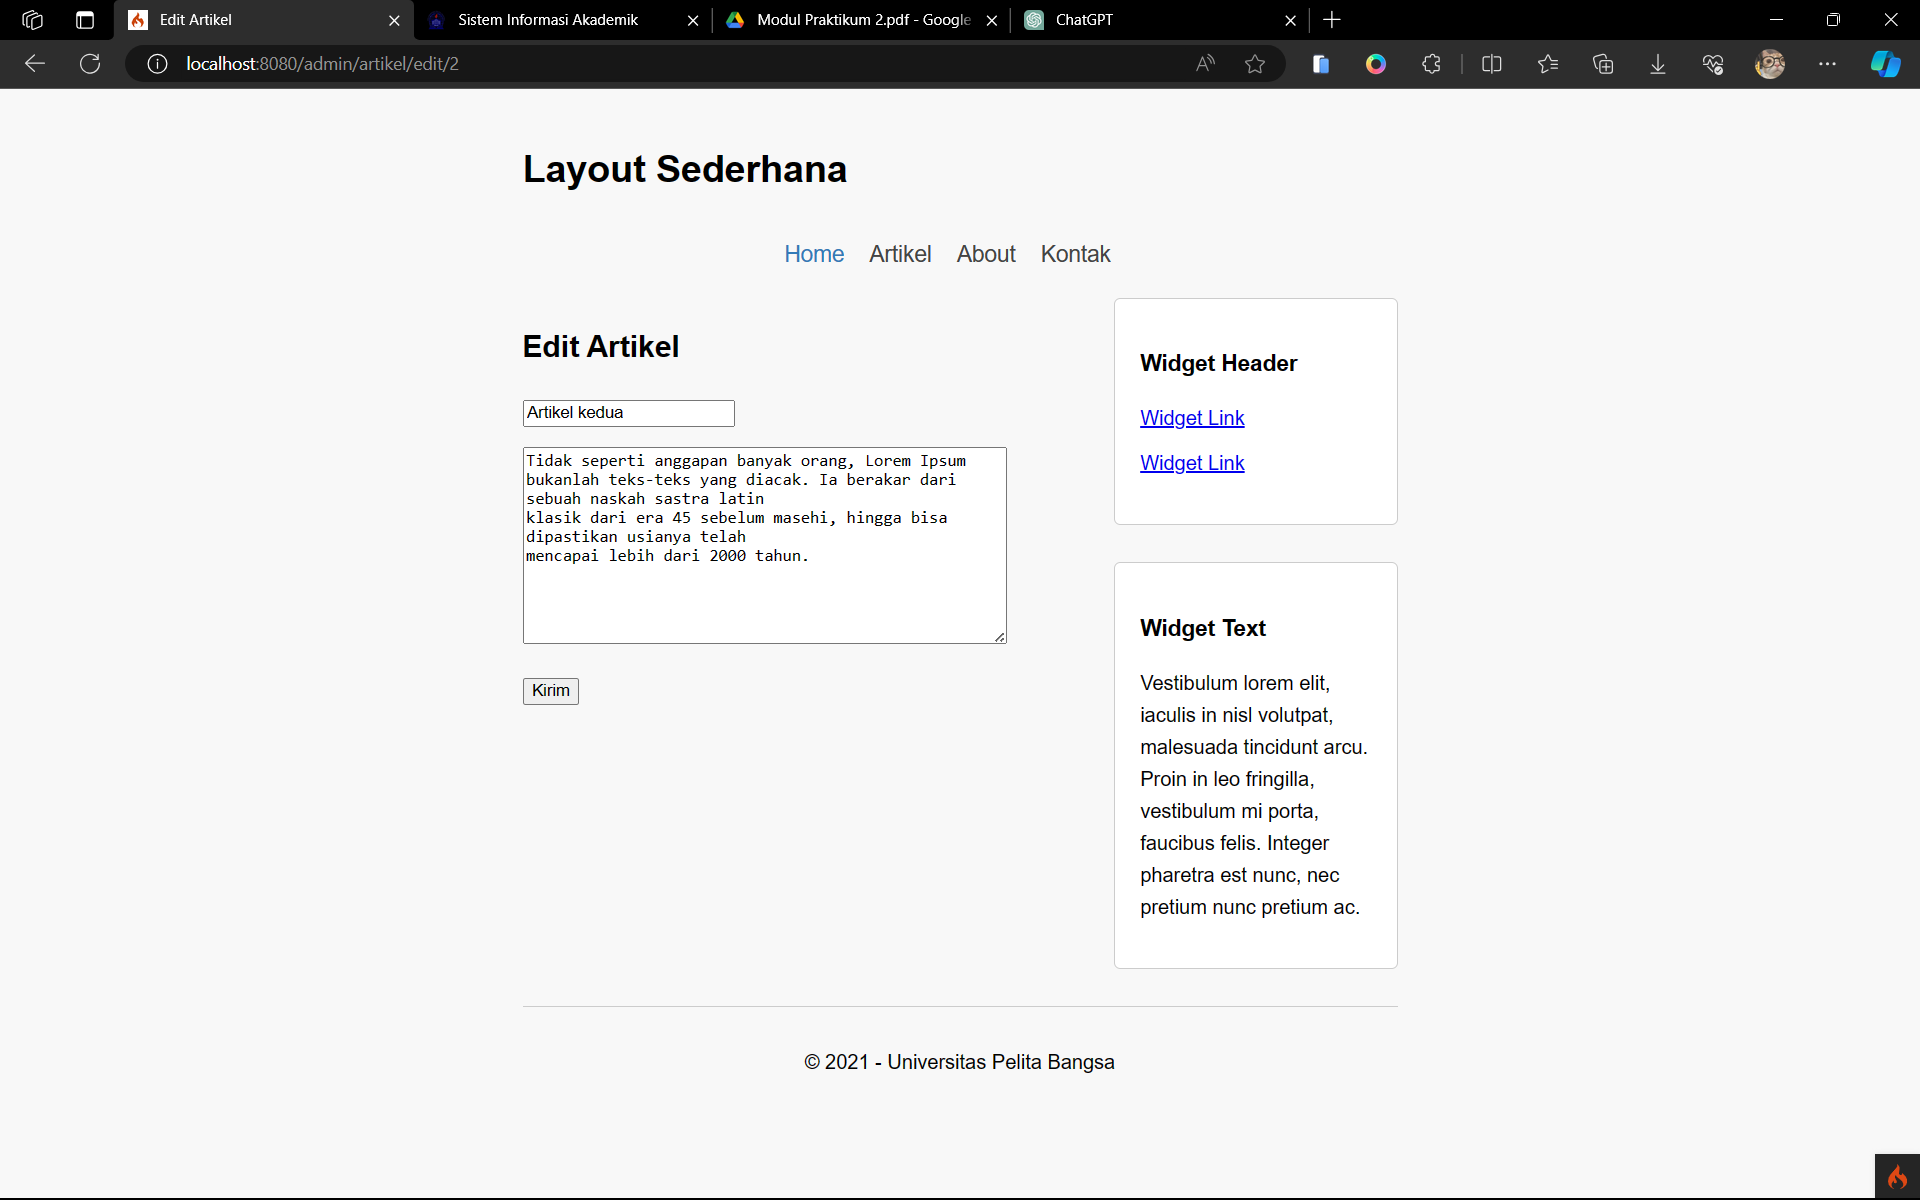 Edit Artikel
Sistem Informasi Akademik
Modul Praktikum 2.pdf - Google
ChatGPT
localhost:8080/admin/artikel/edit/2
Layout Sederhana
Home Artikel About Kontak
Edit Artikel
Artikel kedua
Tidak seperti anggapan banyak orang, Lorem Ipsum
bukanlah teks-teks yang diacak. Ia berakar dari
sebuah naskah sastra latin
klasik dari era 45 sebelum masehi, hingga bisa
dipastikan usianya telah
mencapai lebih dari 2000 tahun.
Kirim
Widget Header
Widget Link
Widget Link
Widget Text
Vestibulum lorem elit,
iaculis in nisl volutpat,
malesuada tincidunt arcu.
Proin in leo fringilla,
vestibulum mi porta,
faucibus felis. Integer
pharetra est nunc, nec
pretium nunc pretium ac.
© 2021 - Universitas Pelita Bangsa